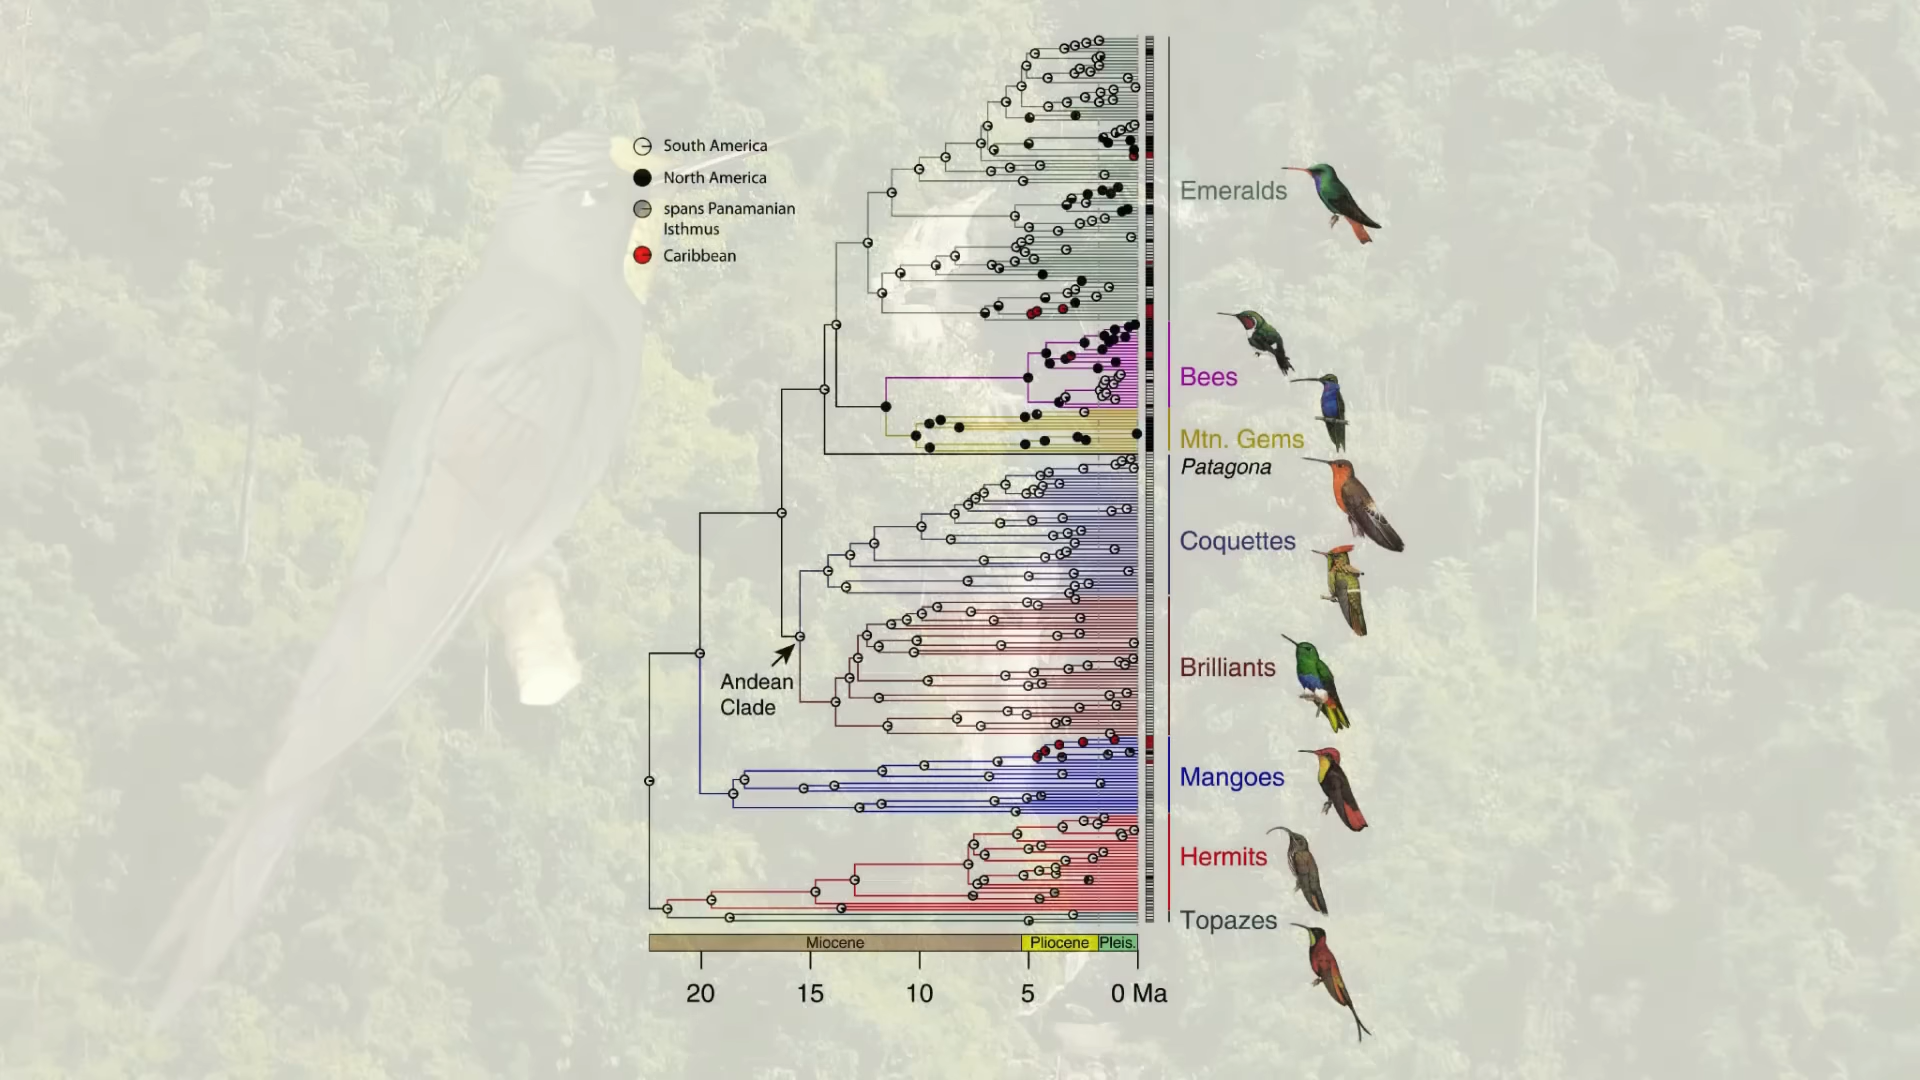 South America
North America
spans Panamanian
Isthmus
Caribbean
Emeralds
Bees
Mtn. Gems
Patagona
Coquettes
Brilliants
Andean
Clade
Mangoes
Hermits
Topazes
Miocene
Pliocene
Pleis.
20
15
10
5
0 Ma